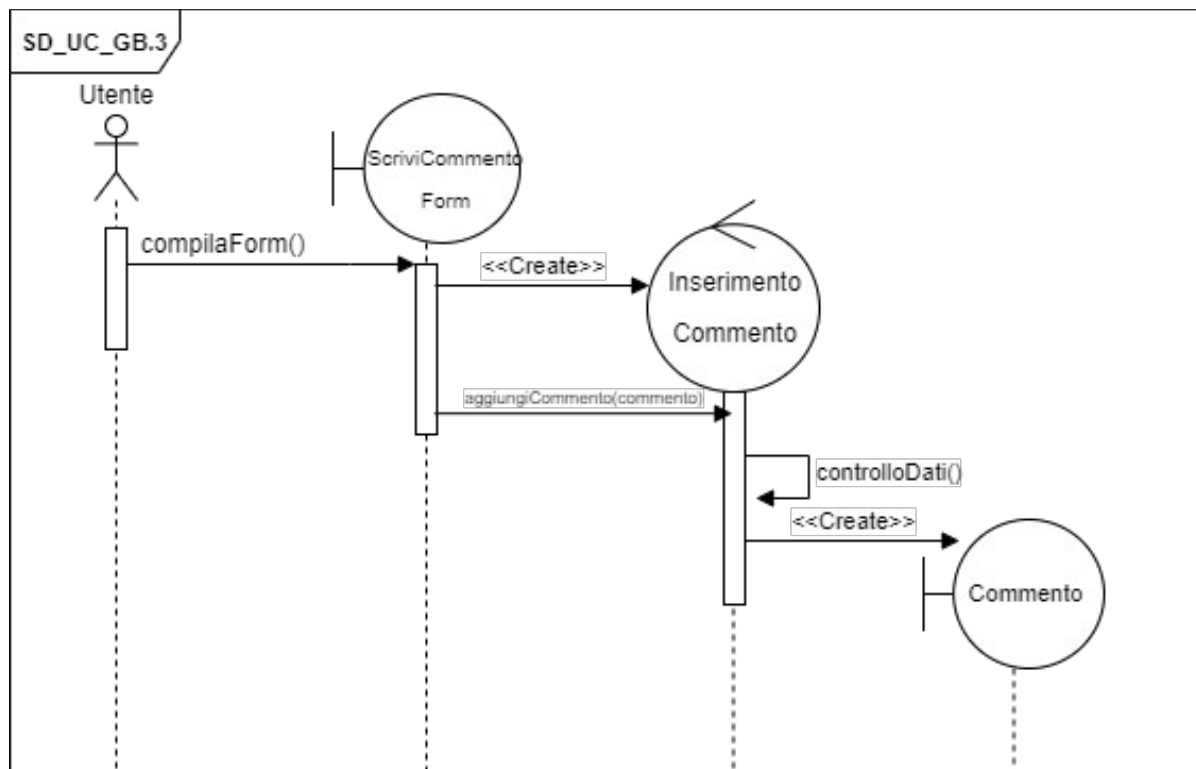 SD_UC_GB.3
Utente
ScriviCommento
Form
compilaForm()
<<Create>>
Inserimento
Commento
aggiungiCommento(commento)
controlloDati()
<<Create>>
Commento